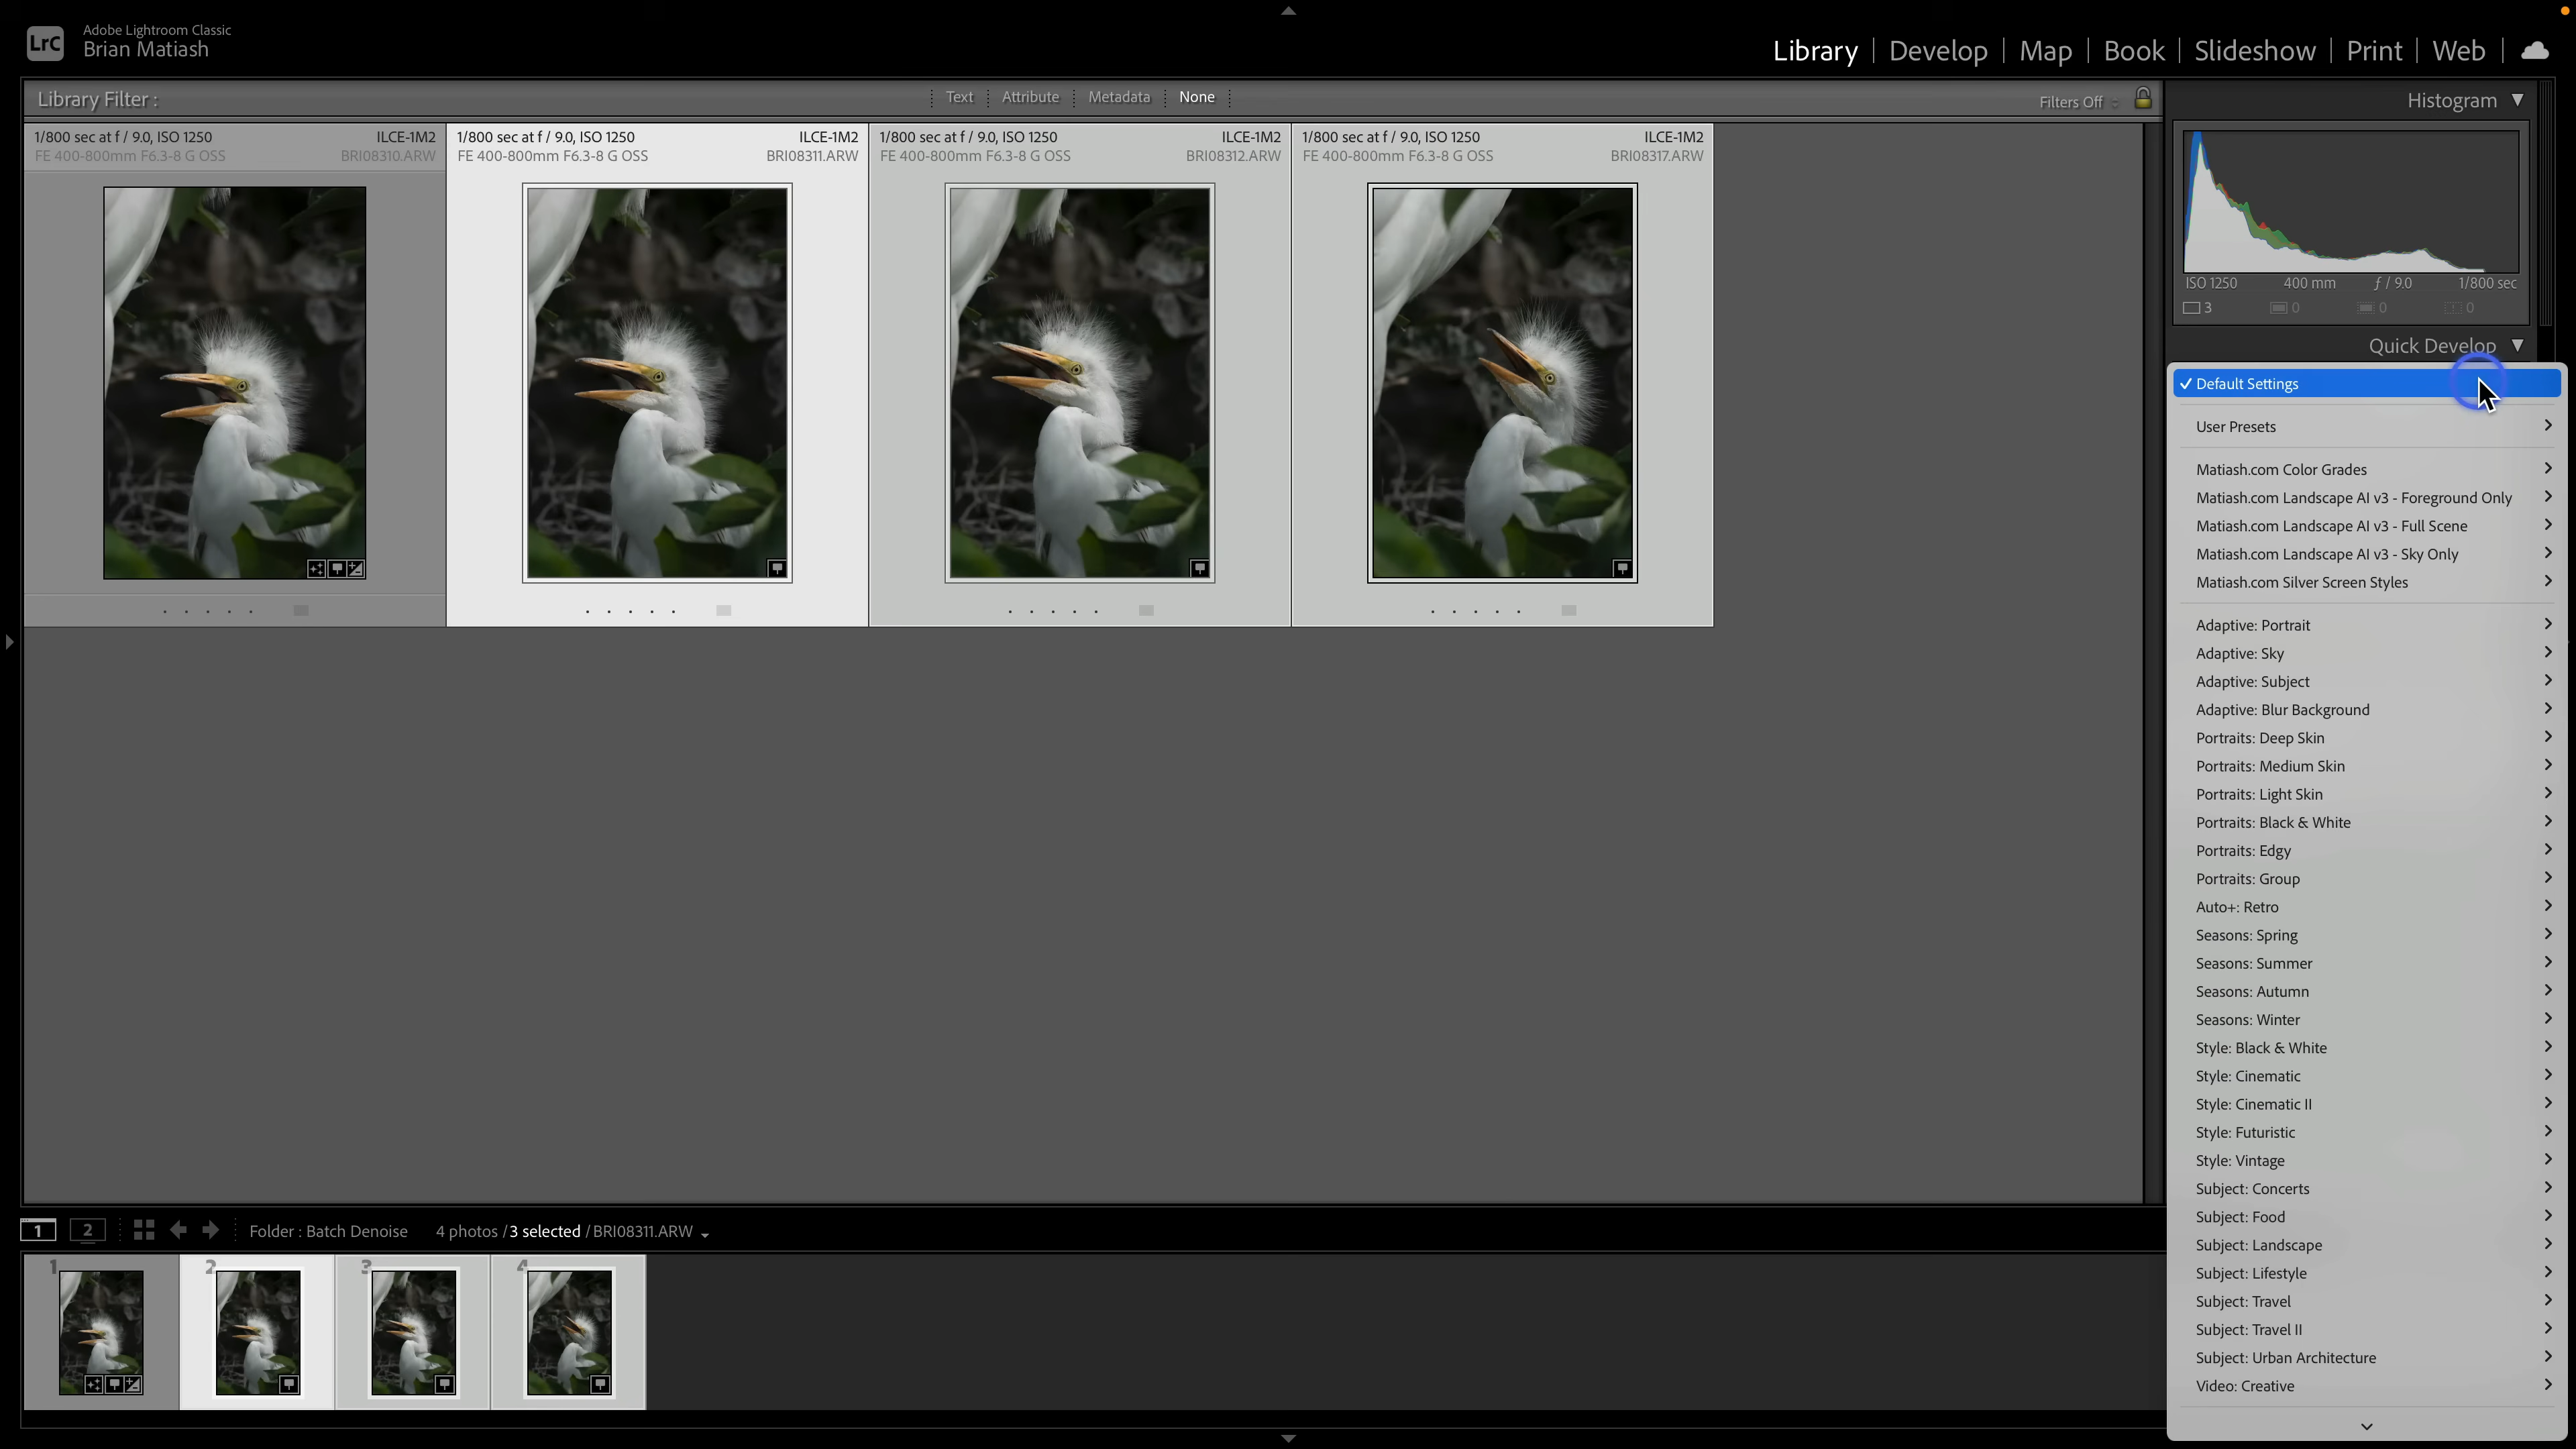 LrC
Adobe Lightroom Classic
Brian Matiash
Library | Develop | Map | Book | Slideshow | Print | Web
Library Filter :
Text
Attribute
Metadata
None
Filters Off
Histogram
1/800 sec at f / 9.0, ISO 1250
ILCE-1M2
FE 400-800mm F6.3-8 G OSS
BRI08310.ARW
1/800 sec at f / 9.0, ISO 1250
ILCE-1M2
FE 400-800mm F6.3-8 G OSS
BRI08311.ARW
1/800 sec at f / 9.0, ISO 1250
ILCE-1M2
FE 400-800mm F6.3-8 G OSS
BRI08312.ARW
1/800 sec at f / 9.0, ISO 1250
ILCE-1M2
FE 400-800mm F6.3-8 G OSS
BRI08317.ARW
ISO 1250 400 mm f / 9.0 1/800 sec
3 0 0 0
Quick Develop
✓ Default Settings
User Presets
Matiash.com Color Grades
Matiash.com Landscape AI v3 - Foreground Only
Matiash.com Landscape AI v3 - Full Scene
Matiash.com Landscape AI v3 - Sky Only
Matiash.com Silver Screen Styles
Adaptive: Portrait
Adaptive: Sky
Adaptive: Subject
Adaptive: Blur Background
Portraits: Deep Skin
Portraits: Medium Skin
Portraits: Light Skin
Portraits: Black & White
Portraits: Edgy
Portraits: Group
Auto+: Retro
Seasons: Spring
Seasons: Summer
Seasons: Autumn
Seasons: Winter
Style: Black & White
Style: Cinematic
Style: Cinematic II
Style: Futuristic
Style: Vintage
Subject: Concerts
Subject: Food
Subject: Landscape
Subject: Lifestyle
Subject: Travel
Subject: Travel II
Subject: Urban Architecture
Video: Creative
1 2 Folder : Batch Denoise 4 photos / 3 selected / BRI08311.ARW
1 2 3 4